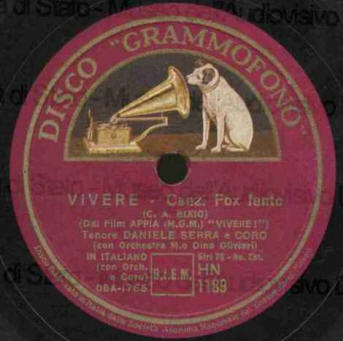 DISCO "GRAMMOFONO"
VIVERE - Canz. Fox lento
(C. A. BIXIO)
(Dal Film APPIA (M.G.M.) "VIVERE!")
Tenore DANIELE SERRA e CORO
(con Orchestra M.o Dino Olivieri)
IN ITALIANO
(con Orch.
e Coro)
OBA-1765
B.I.E.M.
Giri 78 - No. Cat.
HN
1189